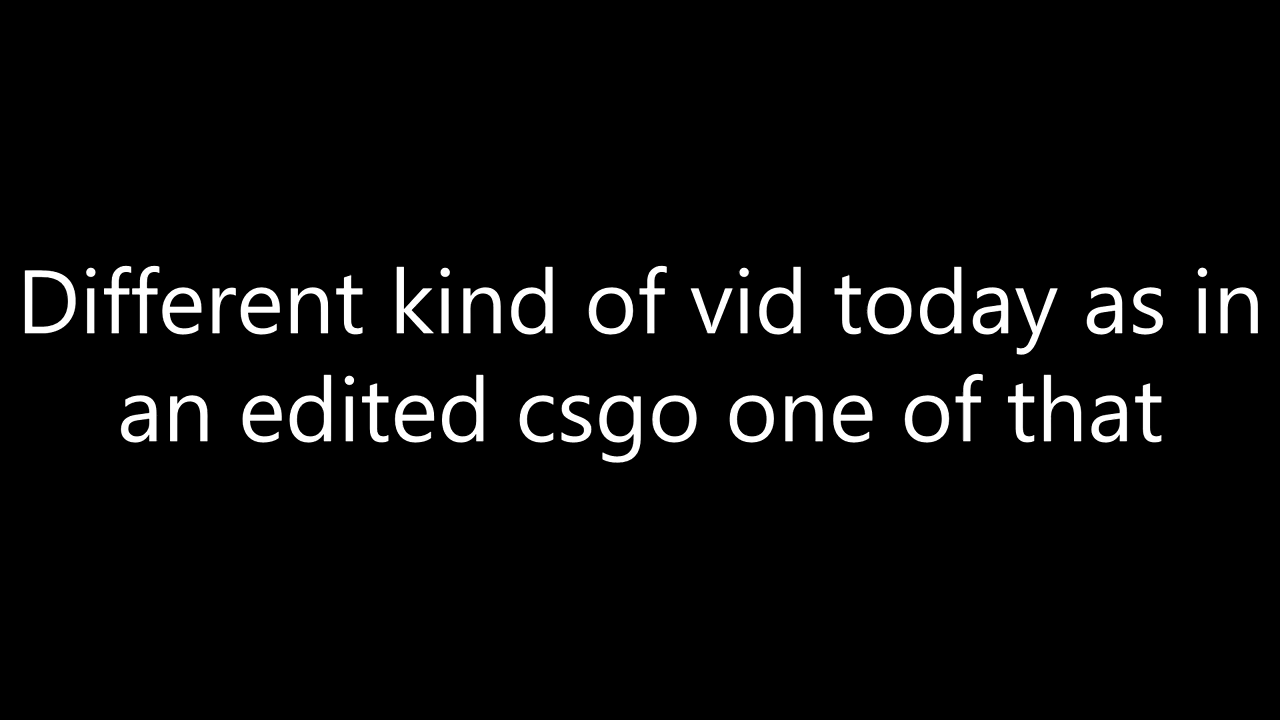 Different kind of vid today as in
an edited csgo one of that